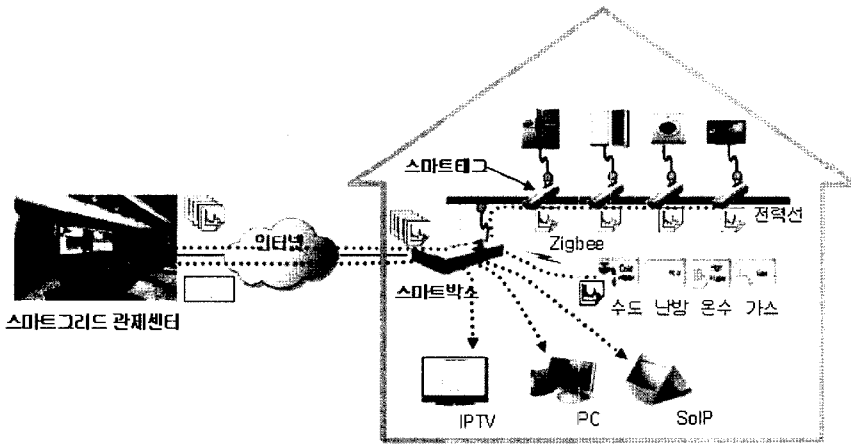 스마트태그
전력선
인터넷
Zigbee
스마트박스
스마트그리드 관제센터
수도 난방 온수 가스
IPTV PC SoIP